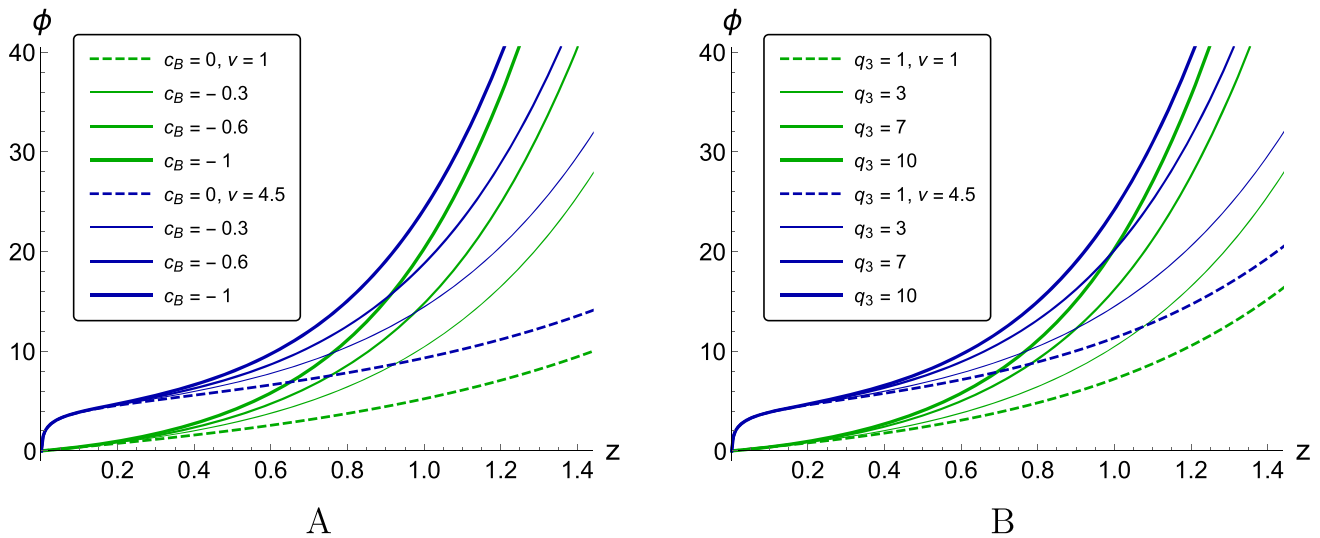 ϕ
40
30
20
10
0
0.2 0.4 0.6 0.8 1.0 1.2 1.4 z
c_B = 0, ν = 1
c_B = – 0.3
c_B = – 0.6
c_B = – 1
c_B = 0, ν = 4.5
c_B = – 0.3
c_B = – 0.6
c_B = – 1
A
ϕ
40
30
20
10
0
0.2 0.4 0.6 0.8 1.0 1.2 1.4 z
q_3 = 1, ν = 1
q_3 = 3
q_3 = 7
q_3 = 10
q_3 = 1, ν = 4.5
q_3 = 3
q_3 = 7
q_3 = 10
B